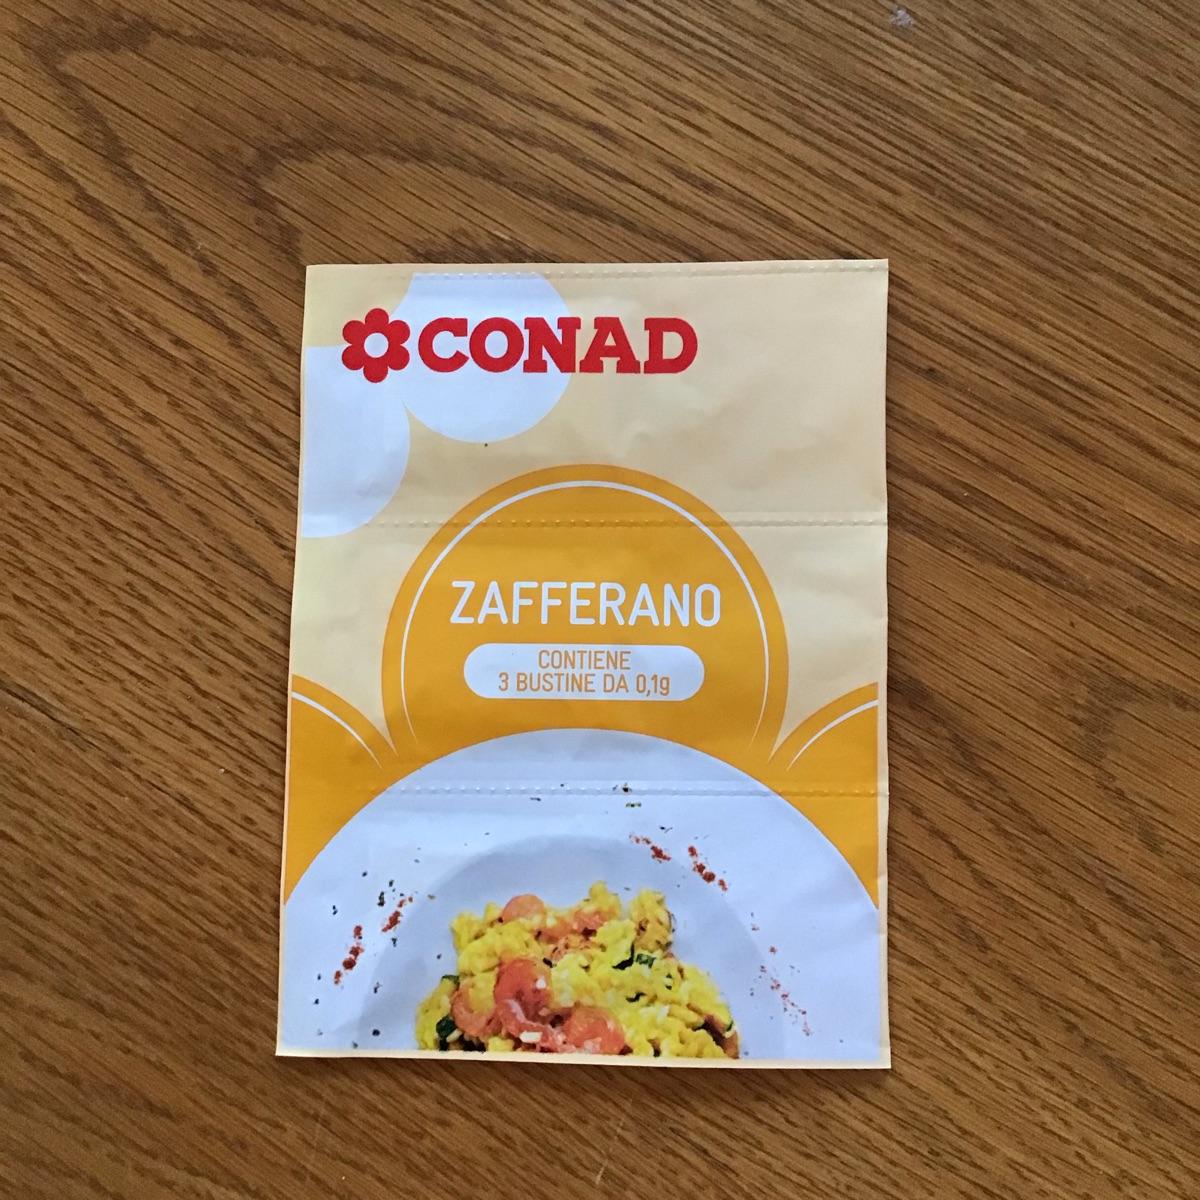 CONAD
ZAFFERANO
CONTIENE
3 BUSTINE DA 0,1g